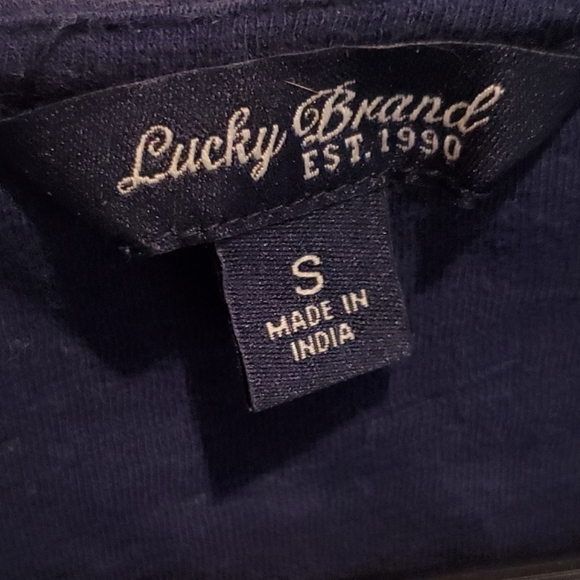 Lucky Brand
EST. 1990
S
MADE IN
INDIA